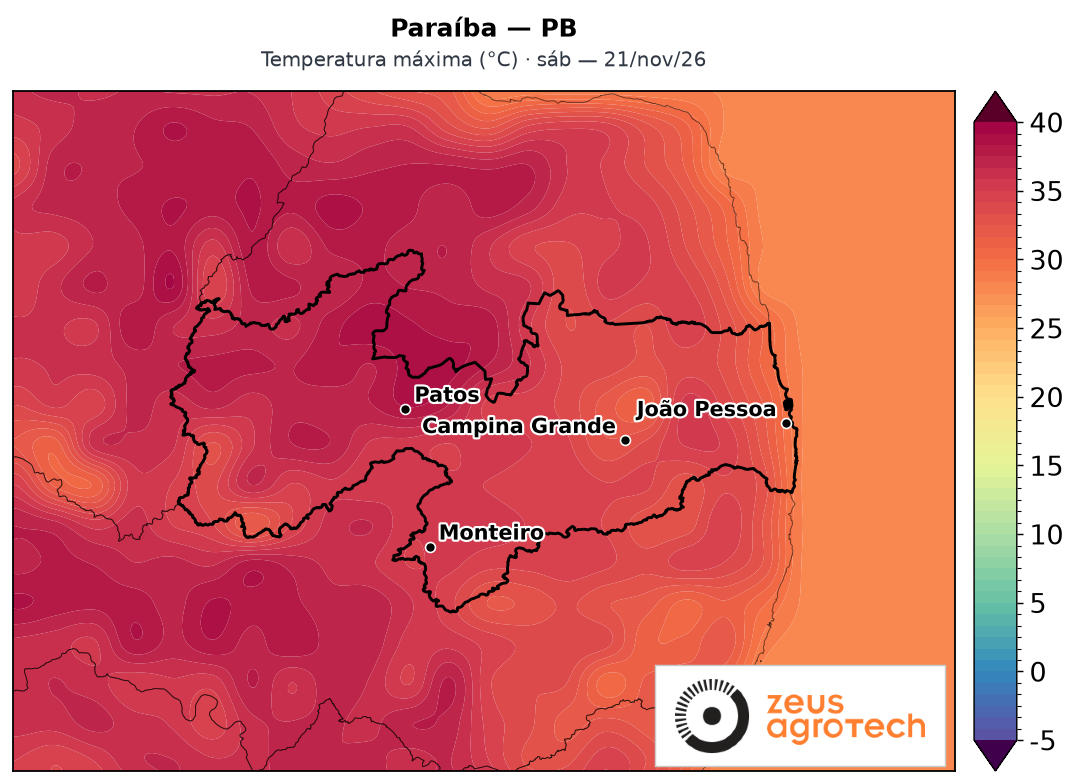 Paraíba — PB
Temperatura máxima (°C) · sáb — 21/nov/26
40
35
30
25
20
15
10
5
0
-5
Patos
João Pessoa
Campina Grande
Monteiro
zeus
agrotech